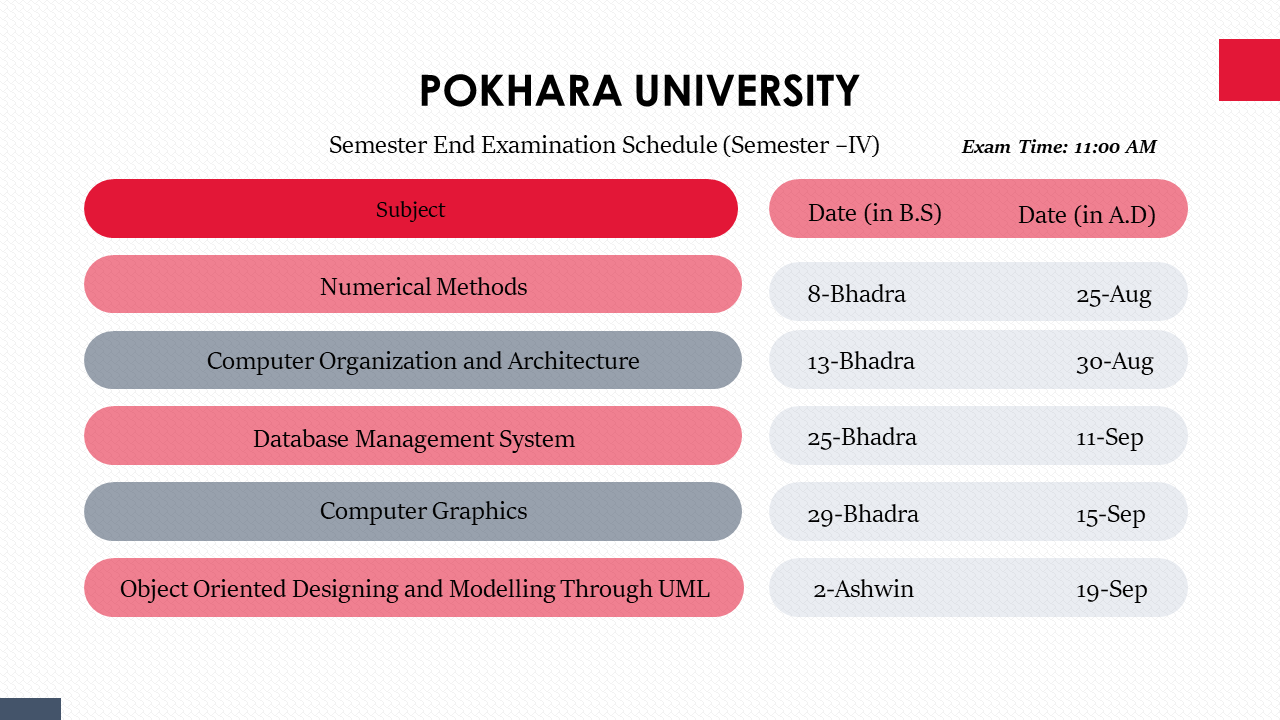 POKHARA UNIVERSITY
Semester End Examination Schedule (Semester –IV) Exam Time: 11:00 AM
Subject Date (in B.S) Date (in A.D)
Numerical Methods 8-Bhadra 25-Aug
Computer Organization and Architecture 13-Bhadra 30-Aug
Database Management System 25-Bhadra 11-Sep
Computer Graphics 29-Bhadra 15-Sep
Object Oriented Designing and Modelling Through UML 2-Ashwin 19-Sep